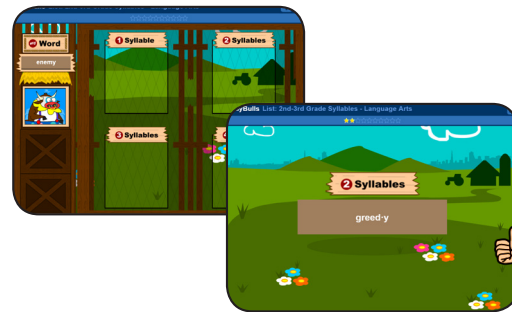 Word
enemy
1 Syllable
2 Syllables
3 Syllables
yBulls List: 2nd-3rd Grade Syllables - Language Arts
2 Syllables
greed·y